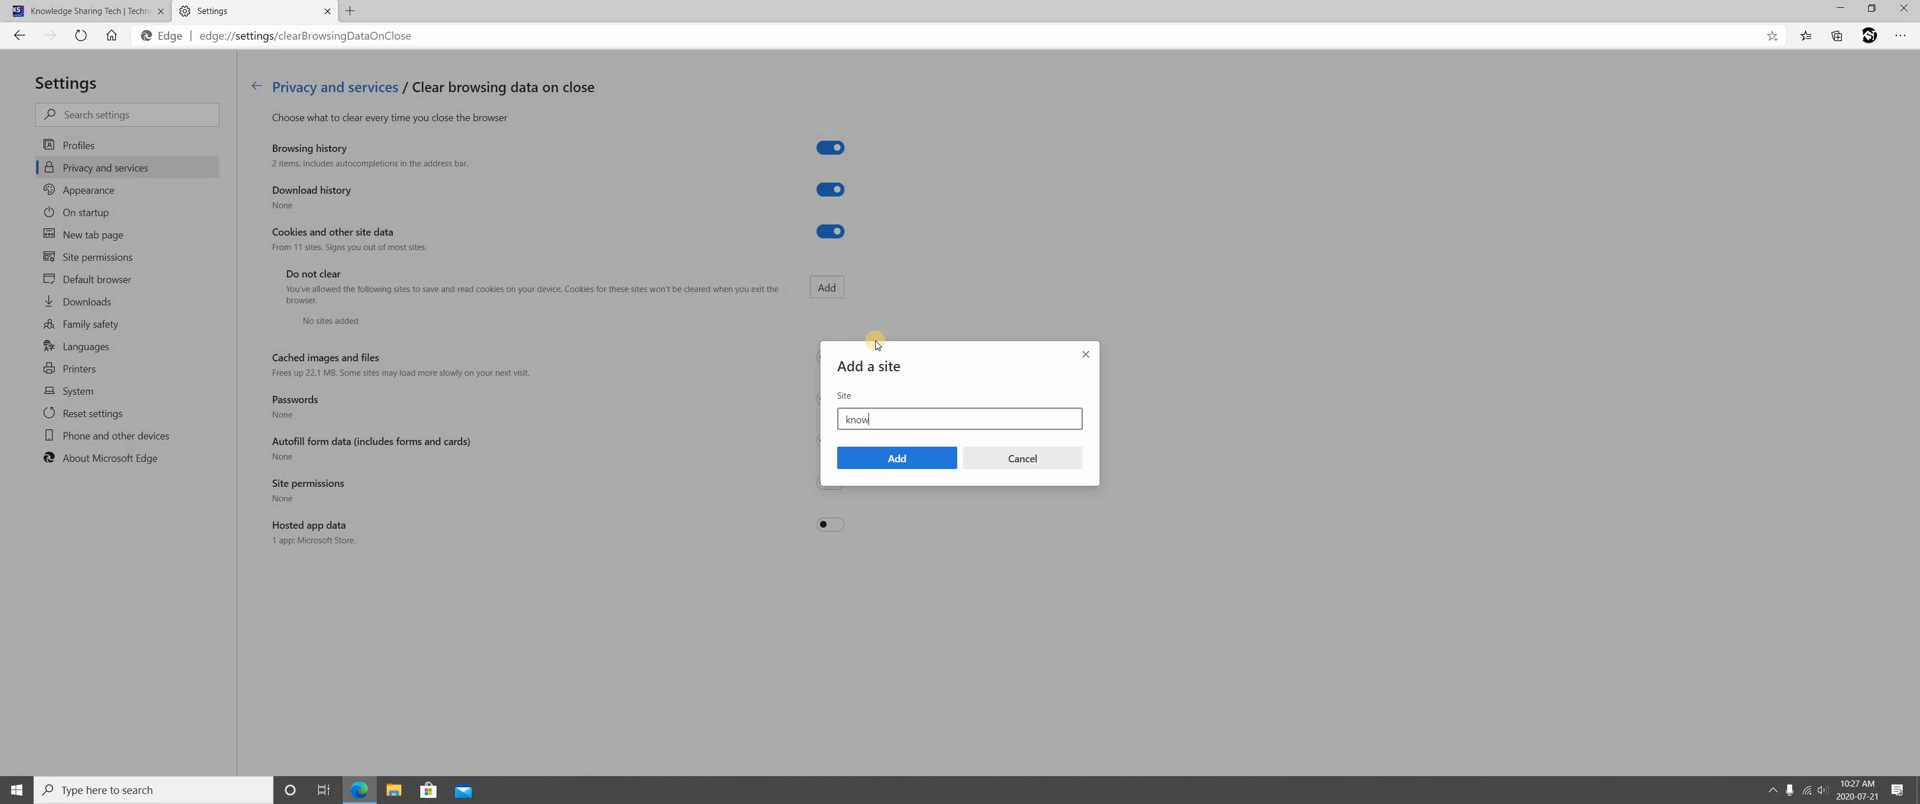 Knowledge Sharing Tech | Techn
Settings
Edge | edge://settings/clearBrowsingDataOnClose
Settings
Search settings
Profiles
Privacy and services
Appearance
On startup
New tab page
Site permissions
Default browser
Downloads
Family safety
Languages
Printers
System
Reset settings
Phone and other devices
About Microsoft Edge
Privacy and services / Clear browsing data on close
Choose what to clear every time you close the browser
Browsing history
2 items. Includes autocompletions in the address bar.
Download history
None
Cookies and other site data
From 11 sites. Signs you out of most sites.
Do not clear
You've allowed the following sites to save and read cookies on your device. Cookies for these sites won't be cleared when you exit the
browser.
Add
No sites added
Cached images and files
Frees up 22.1 MB. Some sites may load more slowly on your next visit.
Passwords
None
Autofill form data (includes forms and cards)
None
Site permissions
None
Hosted app data
1 app: Microsoft Store.
Add a site
Site
know
Add
Cancel
Type here to search
10:27 AM
2020-07-21